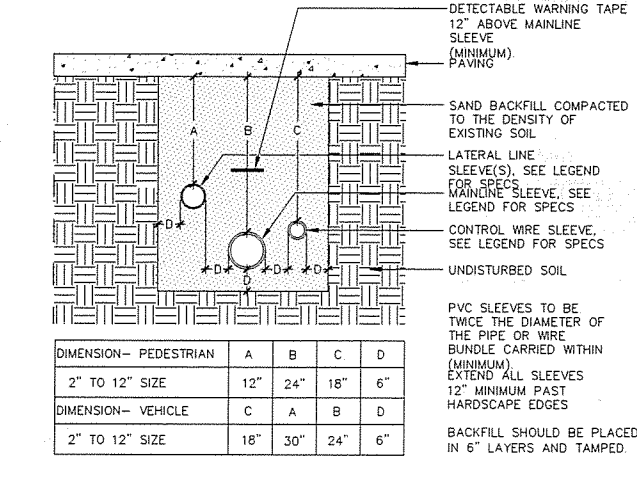 DETECTABLE WARNING TAPE
12" ABOVE MAINLINE
SLEEVE
(MINIMUM).
PAVING
SAND BACKFILL COMPACTED
TO THE DENSITY OF
EXISTING SOIL
LATERAL LINE
SLEEVE(S), SEE LEGEND
FOR SPECS
MAINLINE SLEEVE, SEE
LEGEND FOR SPECS
CONTROL WIRE SLEEVE,
SEE LEGEND FOR SPECS
UNDISTURBED SOIL
PVC SLEEVES TO BE
TWICE THE DIAMETER OF
THE PIPE OR WIRE
BUNDLE CARRIED WITHIN
(MINIMUM).
EXTEND ALL SLEEVES
12" MINIMUM PAST
HARDSCAPE EDGES
BACKFILL SHOULD BE PLACED
IN 6" LAYERS AND TAMPED.
A B C
D
D D D
D
DIMENSION- PEDESTRIAN A B C D
2" TO 12" SIZE 12" 24" 18" 6"
DIMENSION- VEHICLE C A B D
2" TO 12" SIZE 18" 30" 24" 6"